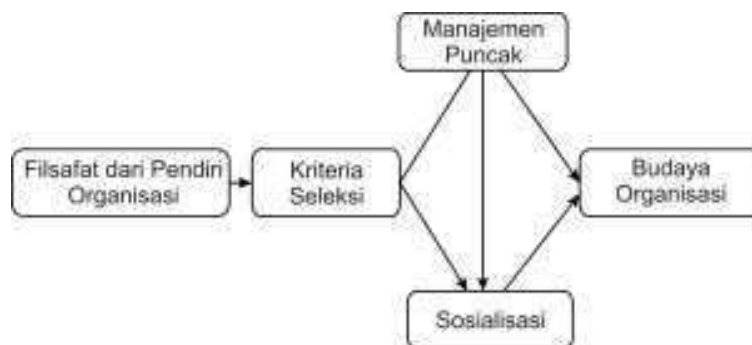 Manajemen
Puncak
Filsafat dari Pendiri
Organisasi
Kriteria
Seleksi
Budaya
Organisasi
Sosialisasi